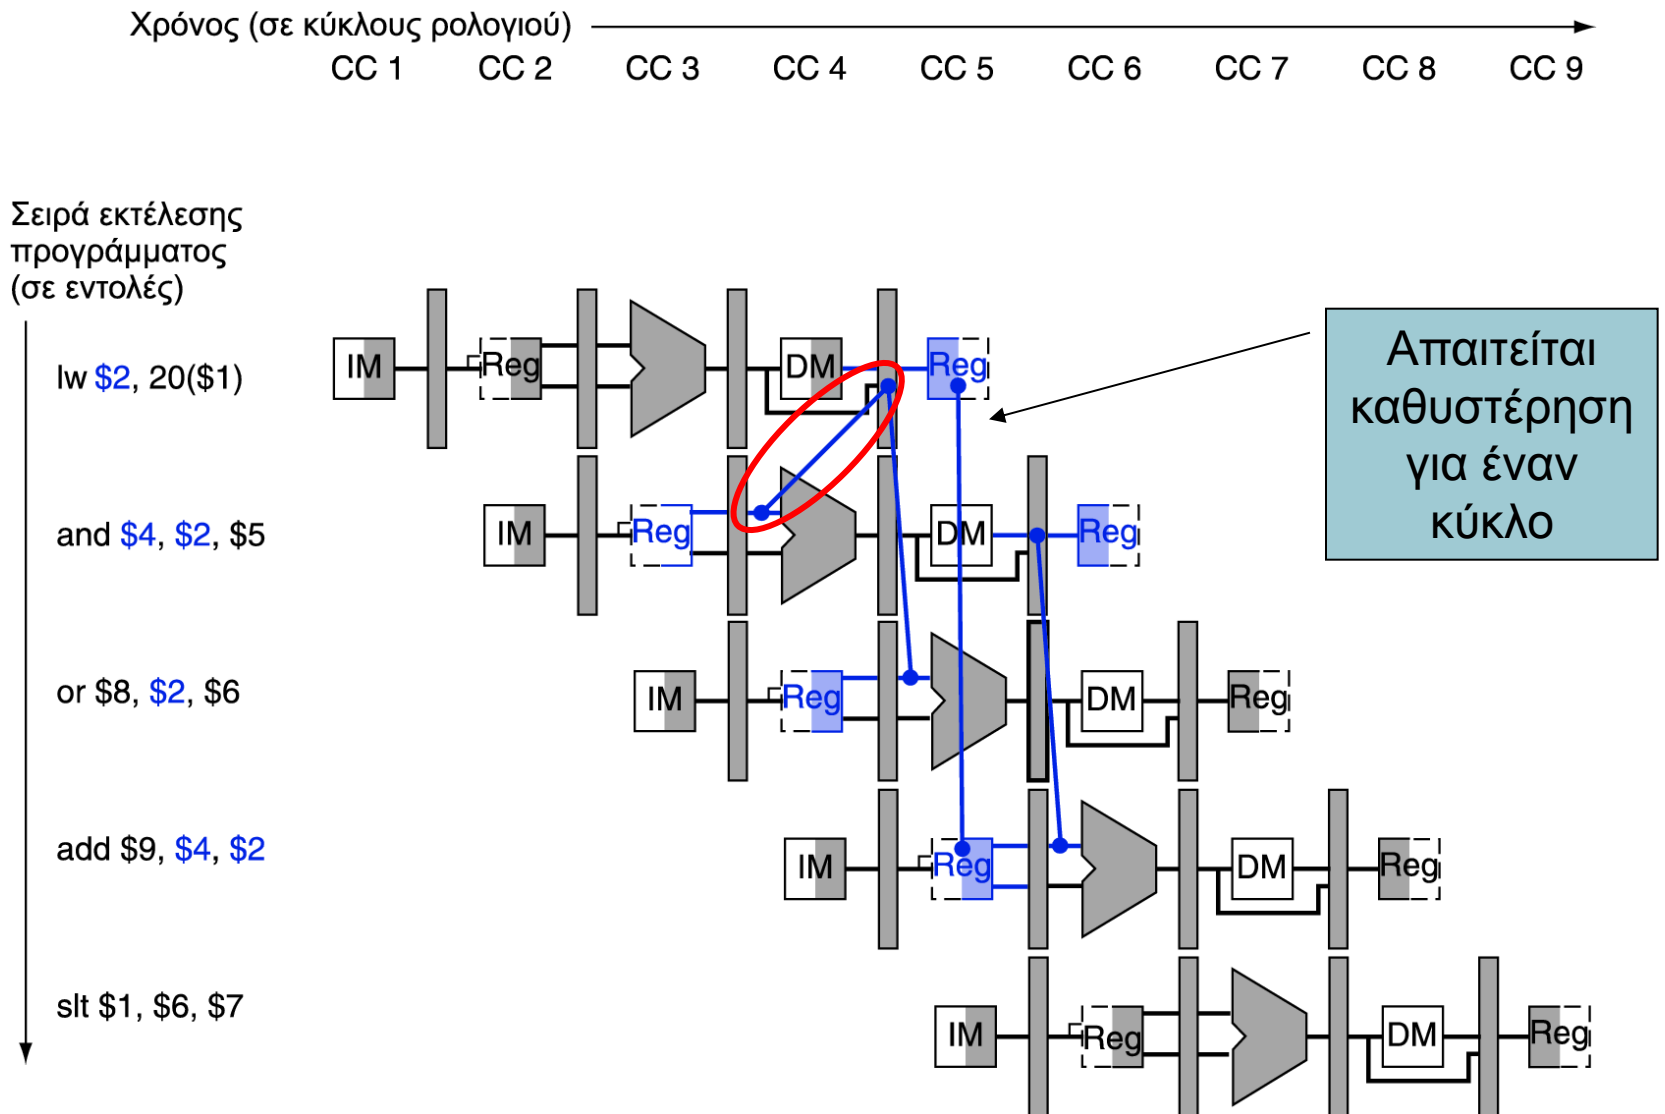 Χρόνος (σε κύκλους ρολογιού)
CC 1 CC 2 CC 3 CC 4 CC 5 CC 6 CC 7 CC 8 CC 9
Σειρά εκτέλεσης
προγράμματος
(σε εντολές)
lw $2, 20($1)
IM Reg DM Reg
Απαιτείται
καθυστέρηση
για έναν
κύκλο
and $4, $2, $5
IM Reg DM Reg
or $8, $2, $6
IM Reg DM Reg
add $9, $4, $2
IM Reg DM Reg
slt $1, $6, $7
IM Reg DM Reg